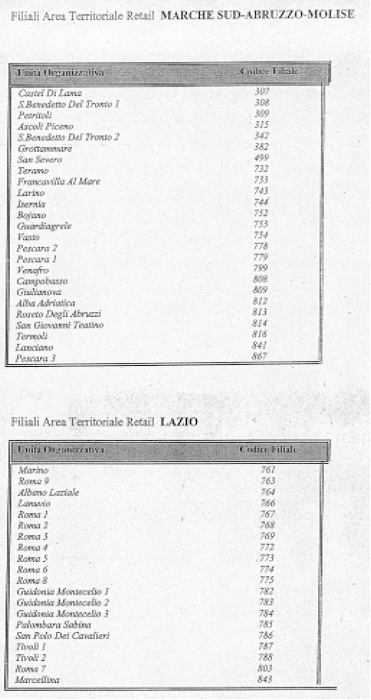 Filiali Area Territoriale Retail MARCHE SUD-ABRUZZO-MOLISE
Unità Organizzativa Codice Filiale
Castel Di Lama 307
S.Benedetto Del Tronto 1 308
Petritoli 309
Ascoli Piceno 315
S.Benedetto Del Tronto 2 342
Grottammare 382
San Severo 499
Teramo 732
Francavilla Al Mare 733
Larino 743
Isernia 744
Bojano 752
Guardiagrele 753
Vasto 754
Pescara 2 778
Pescara 1 779
Venafro 799
Campobasso 808
Giulianova 809
Alba Adriatica 812
Roseto Degli Abruzzi 813
San Giovanni Teatino 814
Termoli 816
Lanciano 841
Pescara 3 867
Filiali Area Territoriale Retail LAZIO
Unità Organizzativa Codice Filiale
Marino 761
Roma 9 763
Albano Laziale 764
Lanuvio 766
Roma 1 767
Roma 2 768
Roma 3 769
Roma 4 772
Roma 5 773
Roma 6 774
Roma 8 775
Guidonia Montecelio 1 782
Guidonia Montecelio 2 783
Guidonia Montecelio 3 784
Palombara Sabina 785
San Polo Dei Cavalieri 786
Tivoli 1 787
Tivoli 2 788
Roma 7 803
Marcellina 843